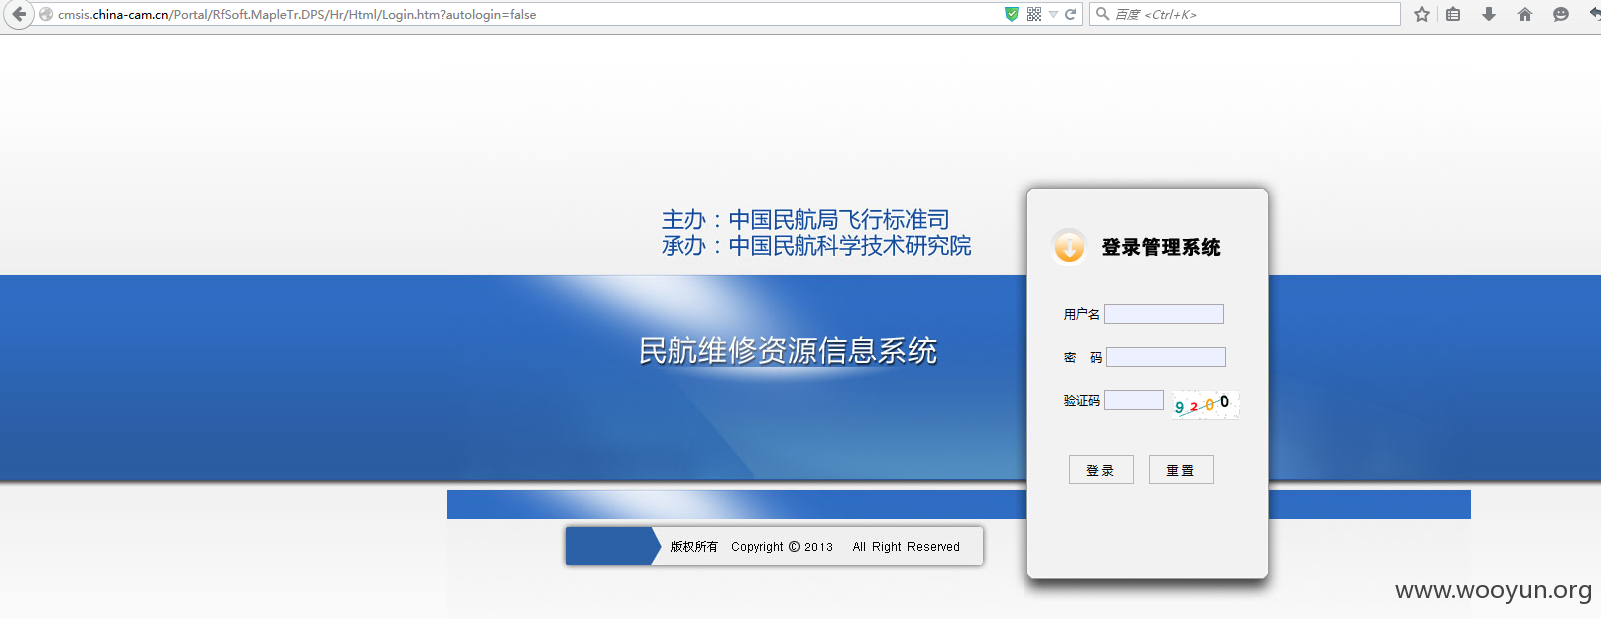 cmsis.china-cam.cn/Portal/RfSoft.MapleTr.DPS/Hr/Html/Login.htm?autologin=false
百度 <Ctrl+K>
主办：中国民航局飞行标准司
承办：中国民航科学技术研究院
登录管理系统
用户名
民航维修资源信息系统
密 码
验证码 9200
登录 重置
版权所有 Copyright © 2013 All Right Reserved
www.wooyun.org